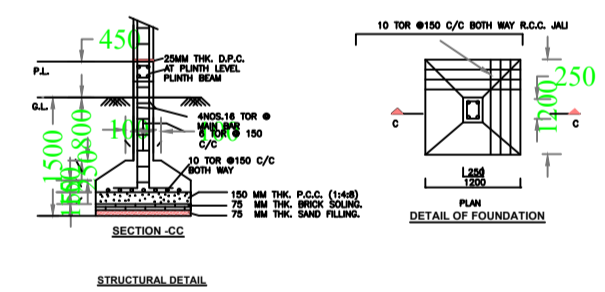 450
25MM THK. D.P.C.
AT PLINTH LEVEL
PLINTH BEAM
P.L.
G.L.
4NOS.16 TOR @
MAIN BAR
6 TOR @ 150
C/C
10 TOR @150 C/C
BOTH WAY
1500
800
150 MM THK. P.C.C. (1:4:8)
75 MM THK. BRICK SOLING.
75 MM THK. SAND FILLING.
SECTION -CC
STRUCTURAL DETAIL
10 TOR @150 C/C BOTH WAY R.C.C. JALI
250
1200
C
C
250
1200
PLAN
DETAIL OF FOUNDATION